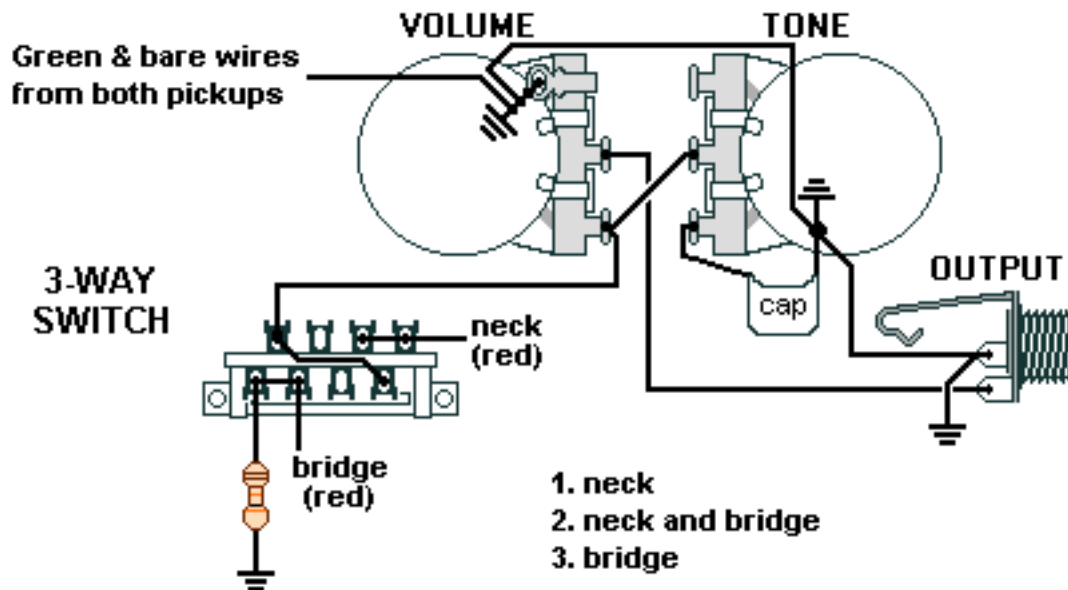 VOLUME
TONE
Green & bare wires
from both pickups
3-WAY
SWITCH
neck
(red)
OUTPUT
cap
bridge
(red)
1. neck
2. neck and bridge
3. bridge